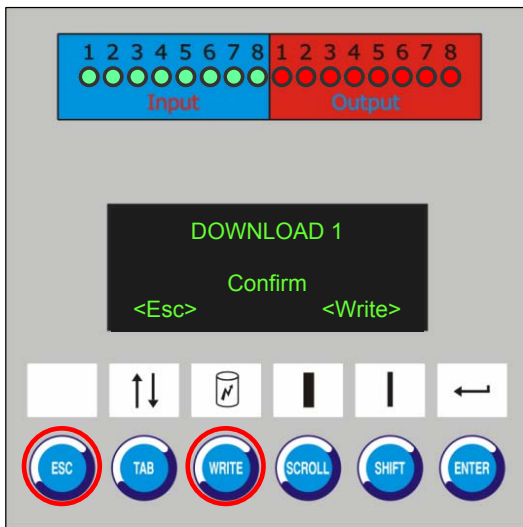 1 2 3 4 5 6 7 8 1 2 3 4 5 6 7 8
Input Output
DOWNLOAD 1
Confirm
<Esc> <Write>
ESC TAB WRITE SCROLL SHIFT ENTER